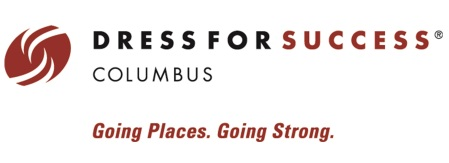 DRESS FOR SUCCESS®
COLUMBUS
Going Places. Going Strong.